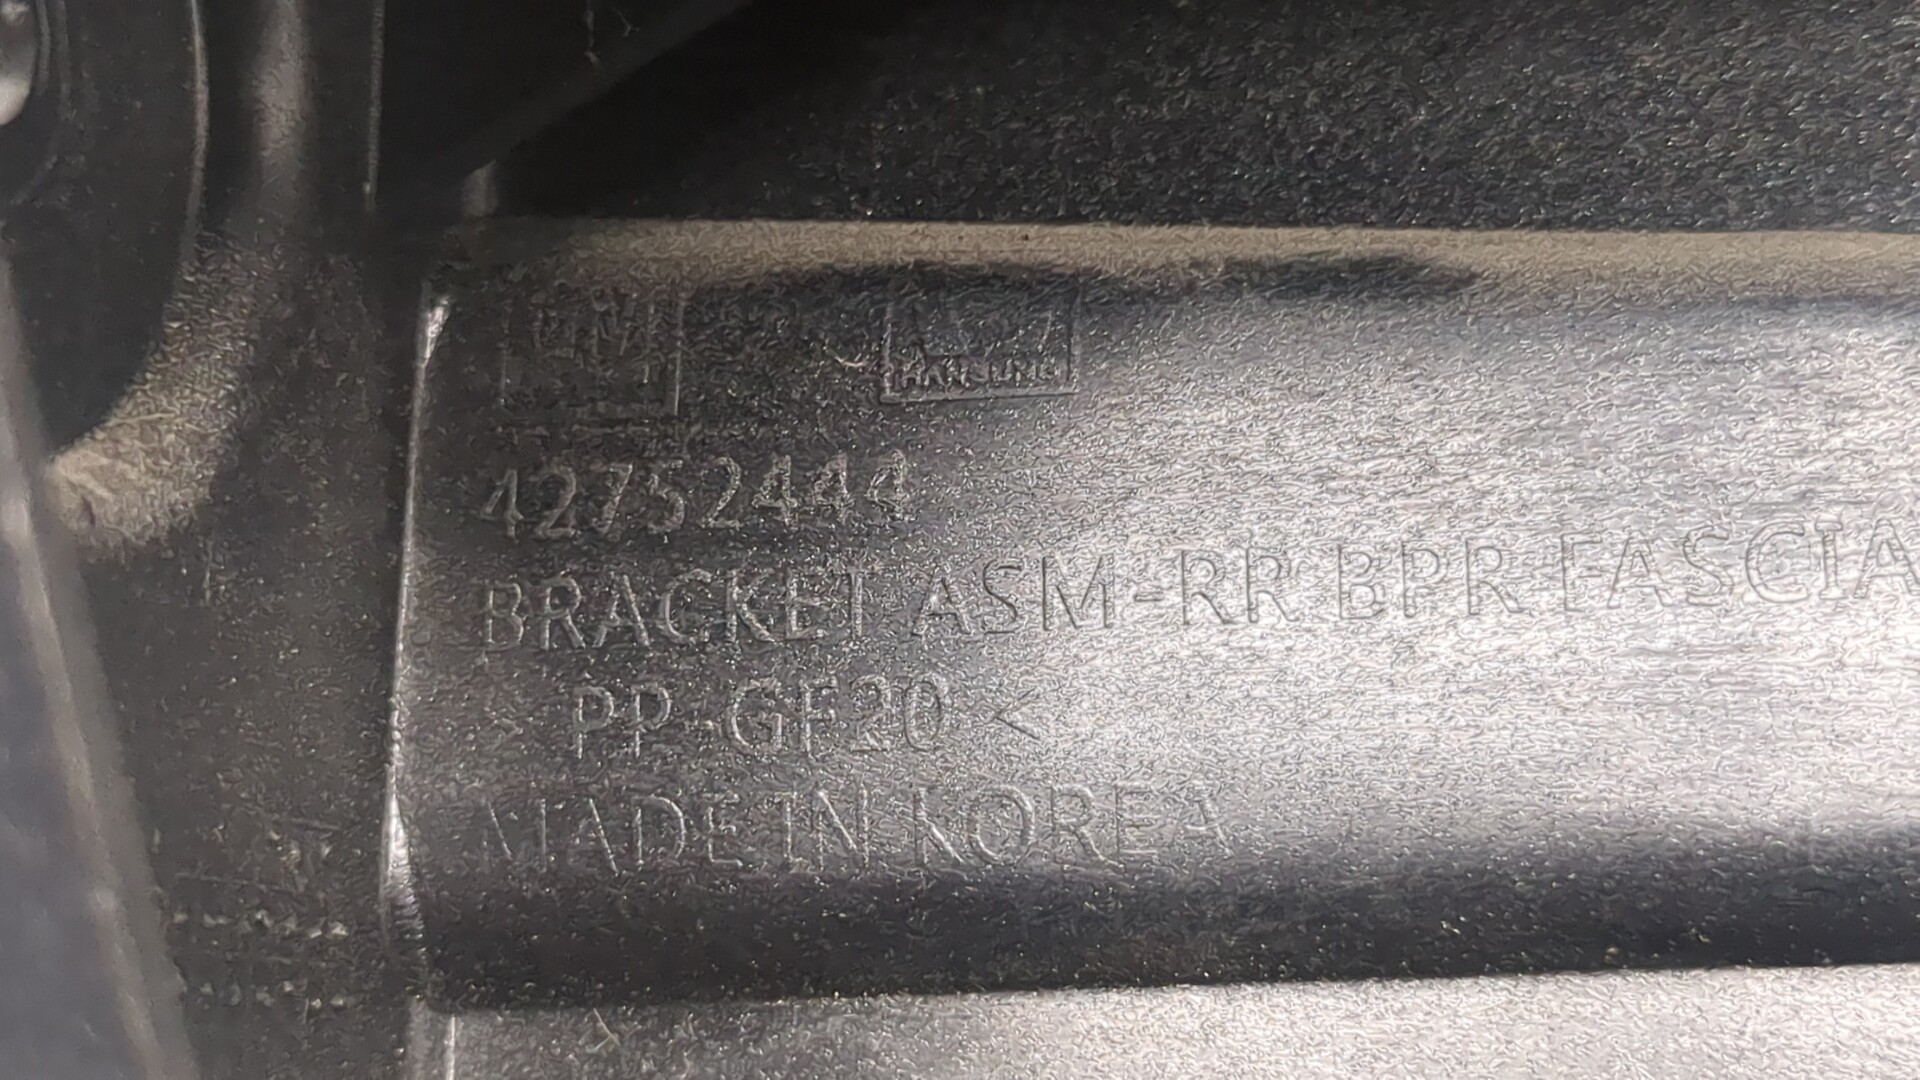 GM
HANSUNG
42752444
BRACKET ASM-RR BPR FASCIA
> PP-GF20 <
MADE IN KOREA